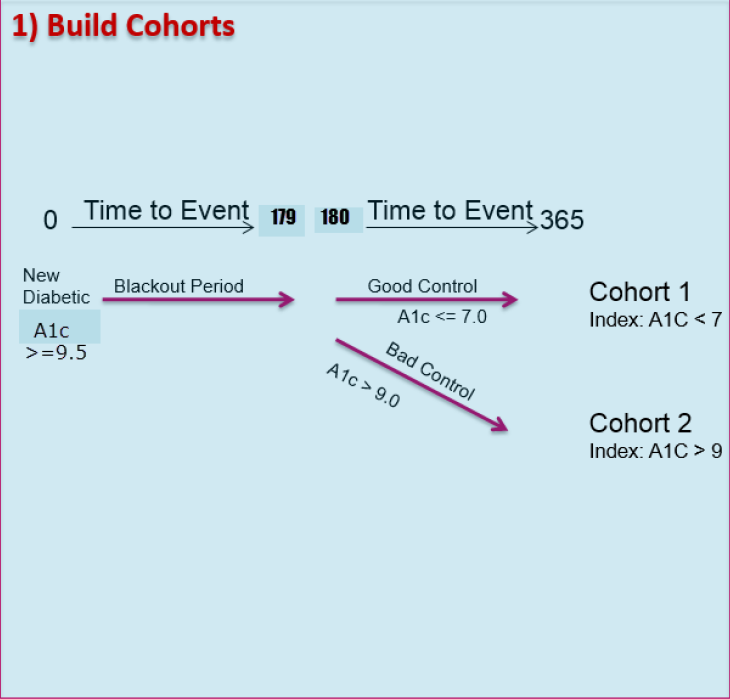 1) Build Cohorts
0 Time to Event 179 180 Time to Event 365
New
Diabetic
A1c
>=9.5
Blackout Period
Good Control
A1c <= 7.0
Bad Control
A1c > 9.0
Cohort 1
Index: A1C < 7
Cohort 2
Index: A1C > 9